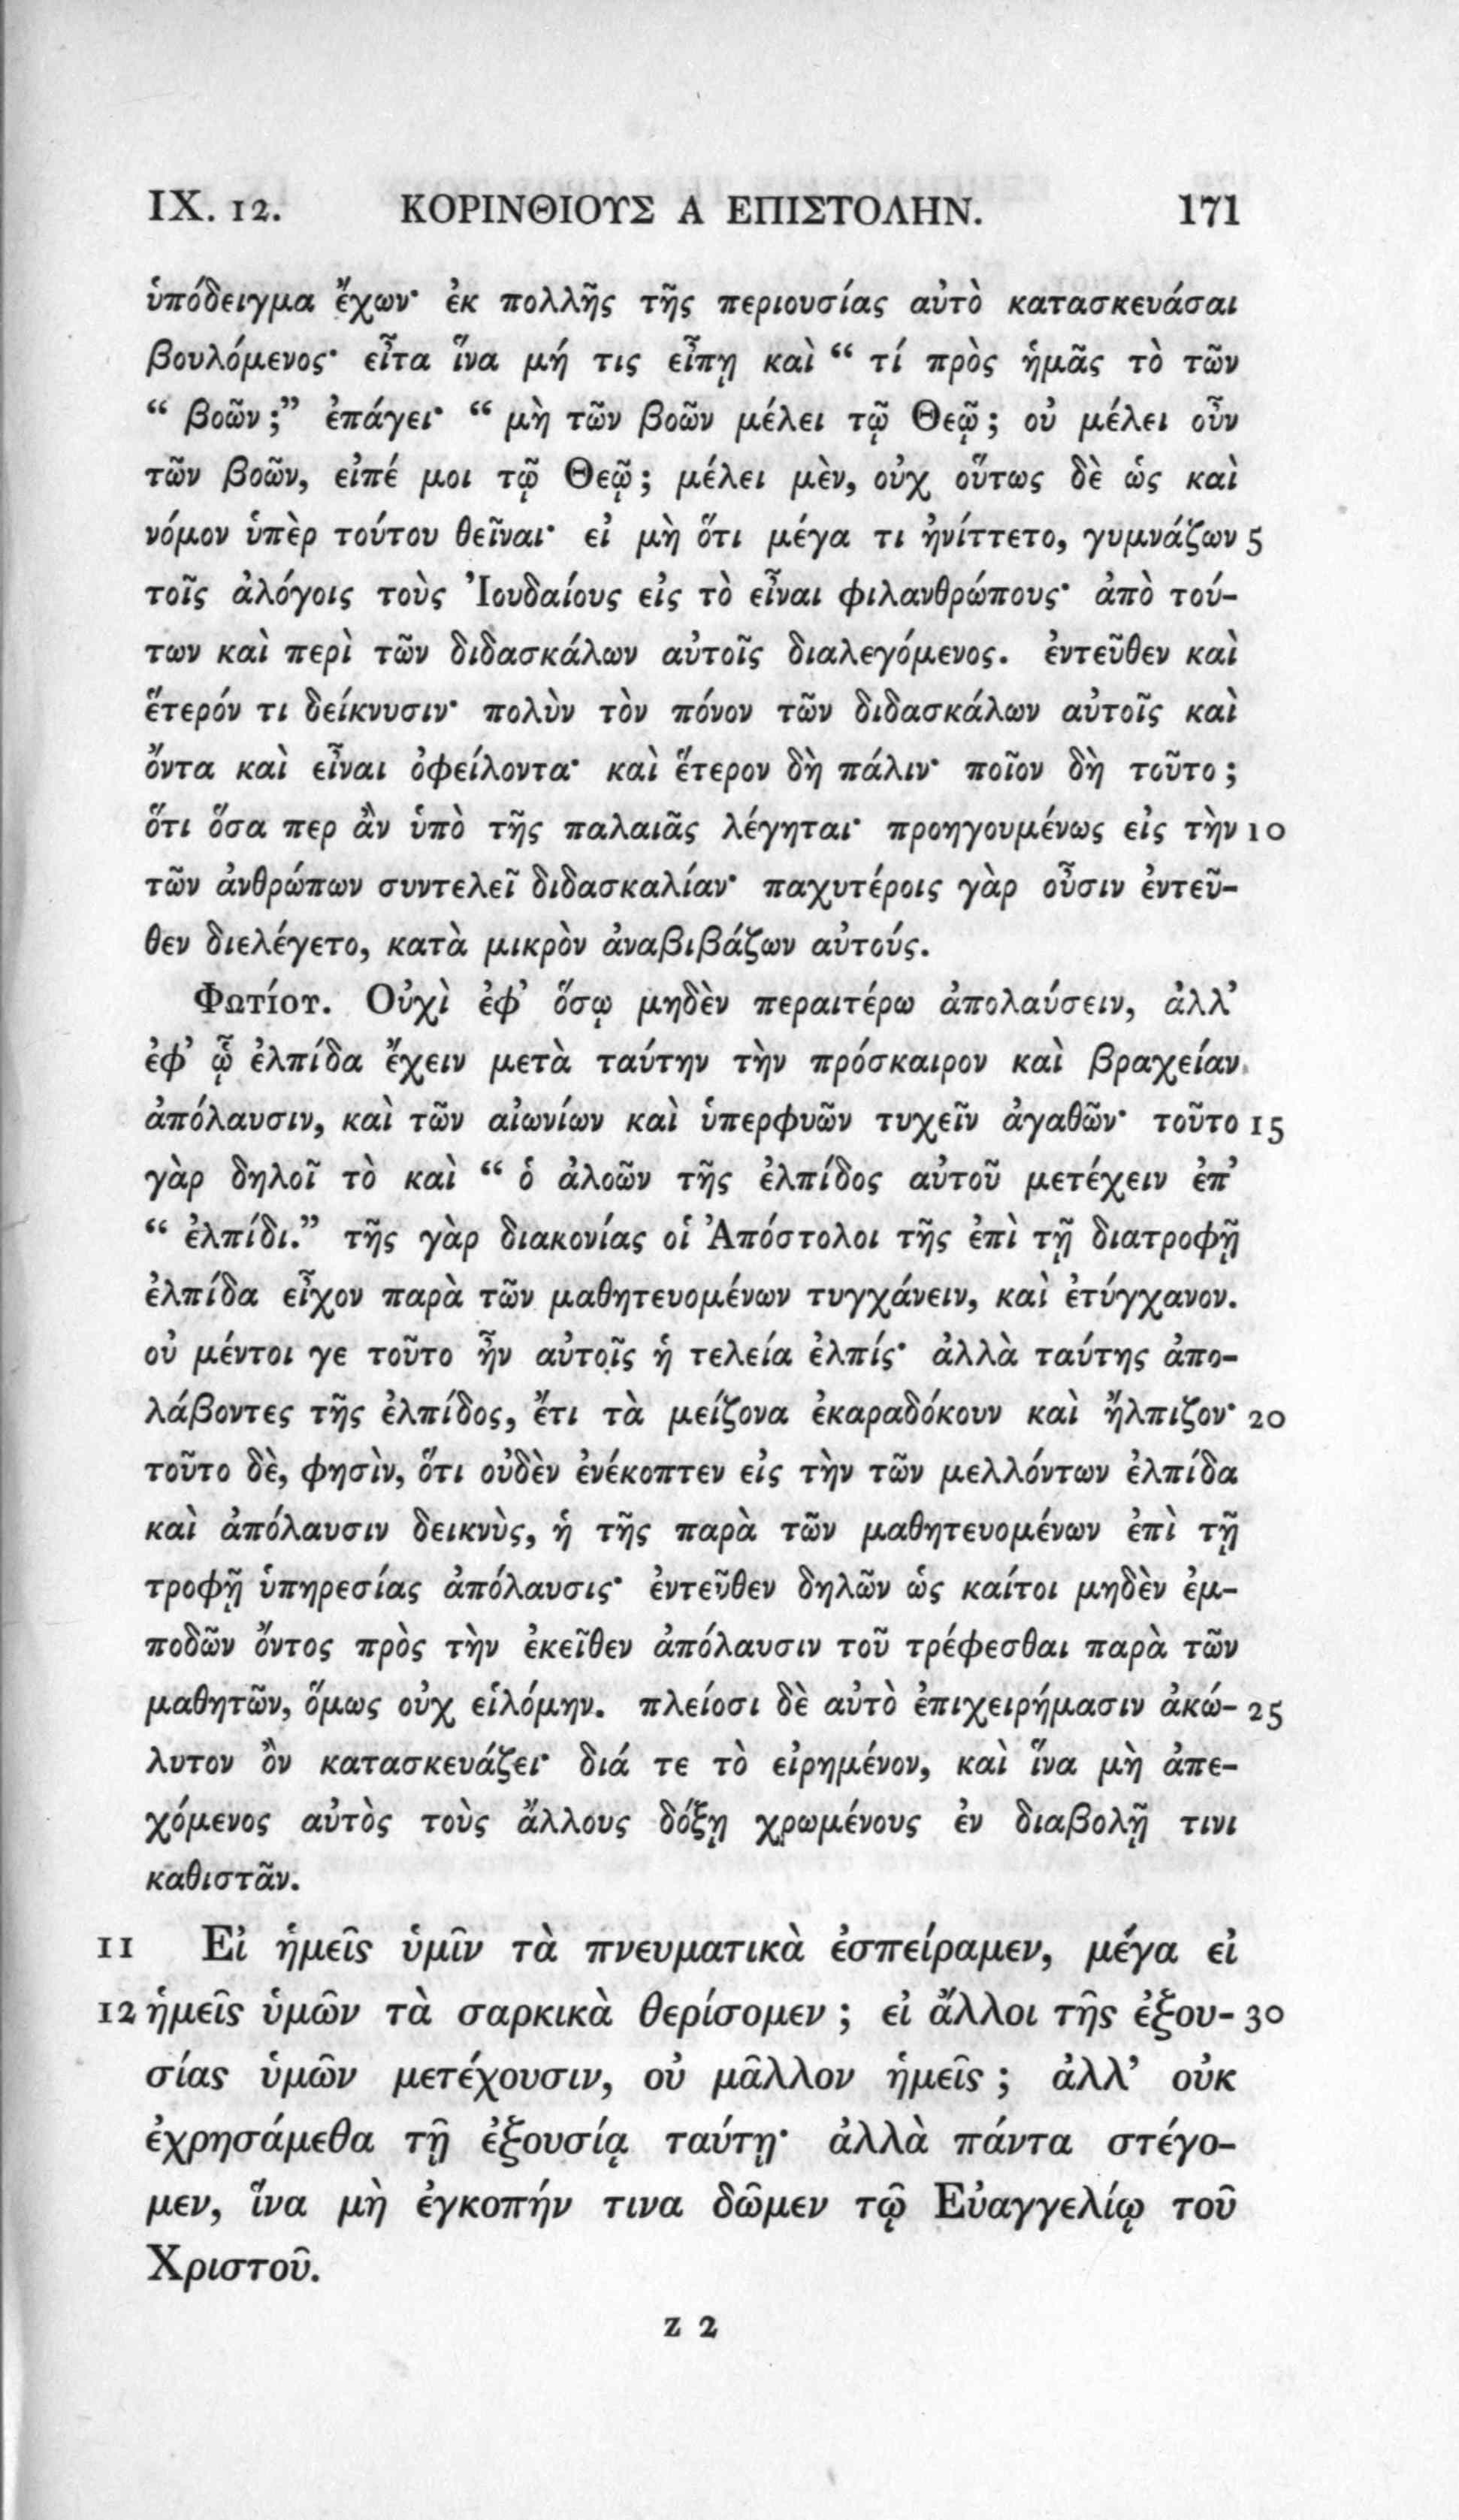 IX. 12. ΚΟΡΙΝΘΙΟΥΣ Α ΕΠΙΣΤΟΛΗΝ. 171
ὑπόδειγμα ἔχων· ἐκ πολλῆς τῆς περιουσίας αὐτὸ κατασκευάσαι
βουλόμενος· εἶτα ἵνα μή τις εἶπῃ καὶ “ τί πρὸς ἡμᾶς τὸ τῶν
“ βοῶν ;” ἐπάγει· “ μὴ τῶν βοῶν μέλει τῷ Θεῷ ; οὐ μέλει οὖν
τῶν βοῶν, εἰπέ μοι τῷ Θεῷ ; μέλει μὲν, οὐχ οὕτως δὲ ὡς καὶ
νόμον ὑπὲρ τούτου θεῖναι· εἰ μὴ ὅτι μέγα τι ᾐνίττετο, γυμνάζων 5
τοῖς ἀλόγοις τοὺς Ἰουδαίους εἰς τὸ εἶναι φιλανθρώπους· ἀπὸ τού-
των καὶ περὶ τῶν διδασκάλων αὐτοῖς διαλεγόμενος. ἐντεῦθεν καὶ
ἕτερόν τι δείκνυσιν· πολὺν τὸν πόνον τῶν διδασκάλων αὐτοῖς καὶ
ὄντα καὶ εἶναι ὀφείλοντα· καὶ ἕτερον δὴ πάλιν· ποῖον δὴ τοῦτο ;
ὅτι ὅσα περ ἂν ὑπὸ τῆς παλαιᾶς λέγηται· προηγουμένως εἰς τὴν 10
τῶν ἀνθρώπων συντελεῖ διδασκαλίαν· παχυτέροις γὰρ οὖσιν ἐντεῦ-
θεν διελέγετο, κατὰ μικρὸν ἀναβιβάζων αὐτούς.
Φωτίου. Οὐχὶ ἐφ’ ὅσῳ μηδὲν περαιτέρω ἀπολαύσειν, ἀλλ’
ἐφ’ ᾧ ἐλπίδα ἔχειν μετὰ ταύτην τὴν πρόσκαιρον καὶ βραχείαν
ἀπόλαυσιν, καὶ τῶν αἰωνίων καὶ ὑπερφυῶν τυχεῖν ἀγαθῶν· τοῦτο 15
γὰρ δηλοῖ τὸ καὶ “ ὁ ἀλοῶν τῆς ἐλπίδος αὐτοῦ μετέχειν ἐπ’
“ ἐλπίδι.” τῆς γὰρ διακονίας οἱ Ἀπόστολοι τῆς ἐπὶ τῇ διατροφῇ
ἐλπίδα εἶχον παρὰ τῶν μαθητευομένων τυγχάνειν, καὶ ἐτύγχανον.
οὐ μέντοι γε τοῦτο ἦν αὐτοῖς ἡ τελεία ἐλπίς· ἀλλὰ ταύτης ἀπο-
λάβοντες τῆς ἐλπίδος, ἔτι τὰ μείζονα ἐκαραδόκουν καὶ ἤλπιζον· 20
τοῦτο δὲ, φησὶν, ὅτι οὐδὲν ἐνέκοπτεν εἰς τὴν τῶν μελλόντων ἐλπίδα
καὶ ἀπόλαυσιν δεικνὺς, ἡ τῆς παρὰ τῶν μαθητευομένων ἐπὶ τῇ
τροφῇ ὑπηρεσίας ἀπόλαυσις· ἐντεῦθεν δηλῶν ὡς καίτοι μηδὲν ἐμ-
ποδῶν ὄντος πρὸς τὴν ἐκεῖθεν ἀπόλαυσιν τοῦ τρέφεσθαι παρὰ τῶν
μαθητῶν, ὅμως οὐχ εἱλόμην. πλείοσι δὲ αὐτὸ ἐπιχειρήμασιν ἀκώ- 25
λυτον ὂν κατασκευάζει· διά τε τὸ εἰρημένον, καὶ ἵνα μὴ ἀπε-
χόμενος αὐτὸς τοὺς ἄλλους δόξῃ χρωμένους ἐν διαβολῇ τινι
καθιστᾶν.
11 Εἰ ἡμεῖς ὑμῖν τὰ πνευματικὰ ἐσπείραμεν, μέγα εἰ
12 ἡμεῖς ὑμῶν τὰ σαρκικὰ θερίσομεν ; εἰ ἄλλοι τῆς ἐξου- 30
σίας ὑμῶν μετέχουσιν, οὐ μᾶλλον ἡμεῖς ; ἀλλ’ οὐκ
ἐχρησάμεθα τῇ ἐξουσίᾳ ταύτῃ· ἀλλὰ πάντα στέγο-
μεν, ἵνα μὴ ἐγκοπήν τινα δῶμεν τῷ Εὐαγγελίῳ τοῦ
Χριστοῦ.
z 2